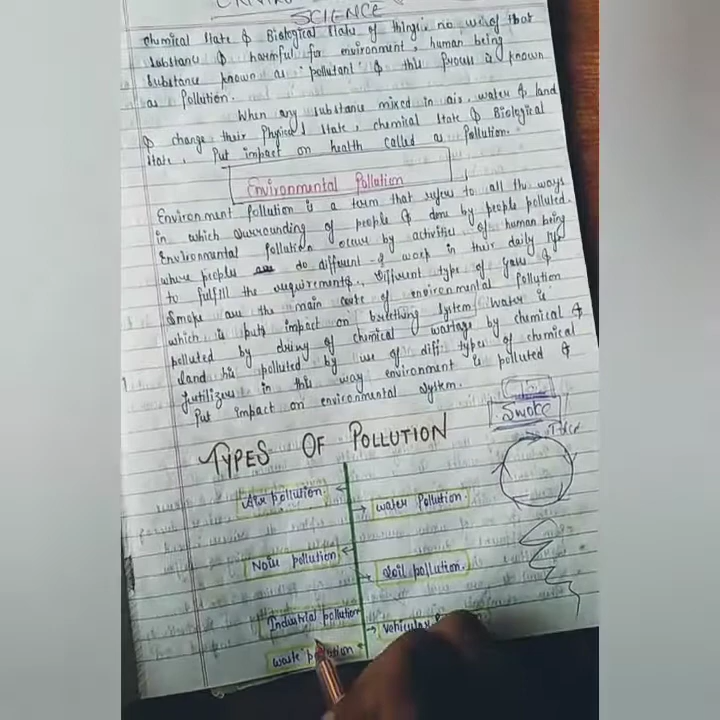 SCIENCE
chemical state & Biological state of things. no use of that
substance & harmful for environment, human being
substance known as 'pollutant' & this process is known
as Pollution.
When any substance mixed in air, water & land
& change their Physical state, chemical state & Biological
state, Put impact on health called as Pollution.
Environmental Pollution
Environment Pollution is a term that refers to all the ways
in which surrounding of people & done by people polluted.
Environmental Pollution occur by activities of human being
where peoples do different work in their daily life
to fulfill the requirements, Different type of gases &
Smoke are the main cause of environmental Pollution
which is puts impact on breathing system, water is
polluted by of chemical & by chemical &
land polluted by use of diff types of chemical
in this way environment is polluted &
Put impact on environmental system.
Smoke
TYPES OF POLLUTION
Air pollution.
water Pollution.
Noise pollution
Soil pollution.
Industrial pollution
vehicular
waste pollution